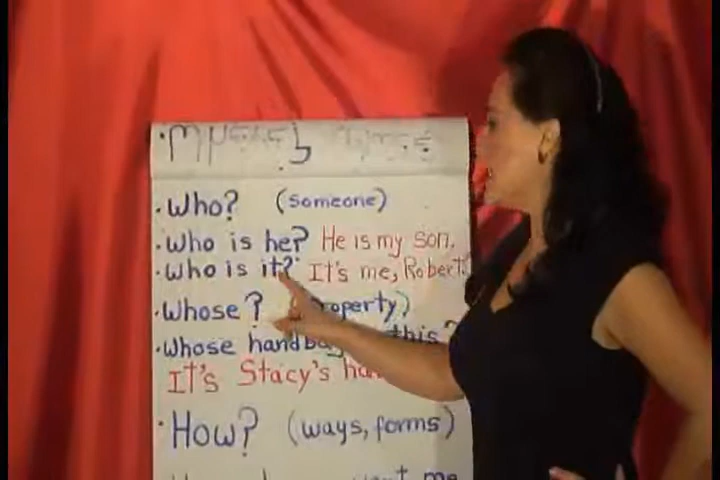 ·Who? (someone)
·Who is he? He is my son.
·Who is it? It's me, Robert.
·Whose? (property)
·Whose handbag this?
It's Stacy's
·How? (ways, forms)
me